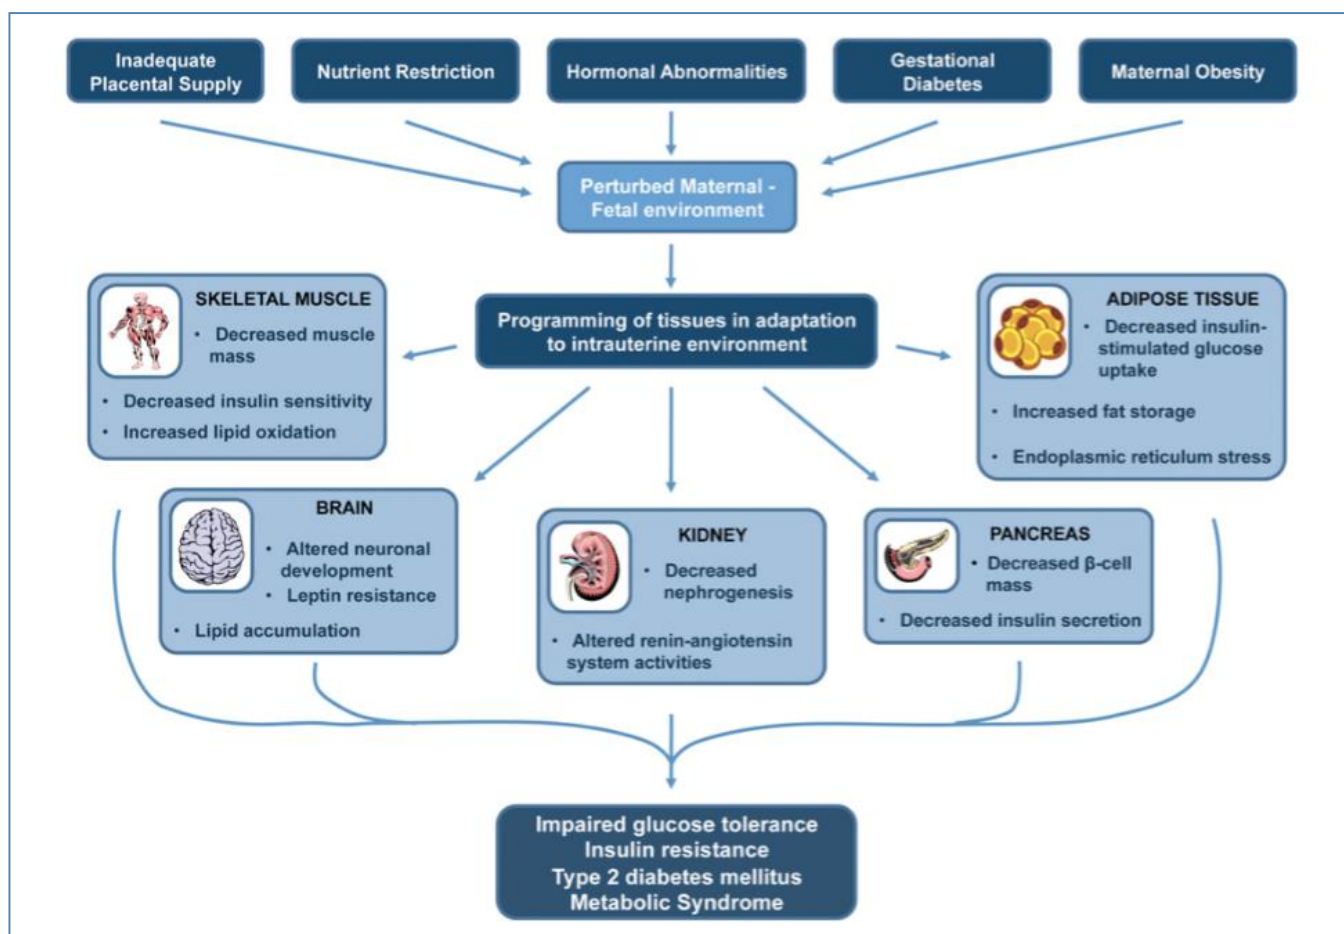 Inadequate
Placental Supply
Nutrient Restriction
Hormonal Abnormalities
Gestational
Diabetes
Maternal Obesity
Perturbed Maternal -
Fetal environment
Programming of tissues in adaptation
to intrauterine environment
SKELETAL MUSCLE
• Decreased muscle
mass
• Decreased insulin sensitivity
• Increased lipid oxidation
ADIPOSE TISSUE
• Decreased insulin-
stimulated glucose
uptake
• Increased fat storage
• Endoplasmic reticulum stress
BRAIN
• Altered neuronal
development
• Leptin resistance
• Lipid accumulation
KIDNEY
• Decreased
nephrogenesis
• Altered renin-angiotensin
system activities
PANCREAS
• Decreased β-cell
mass
• Decreased insulin secretion
Impaired glucose tolerance
Insulin resistance
Type 2 diabetes mellitus
Metabolic Syndrome